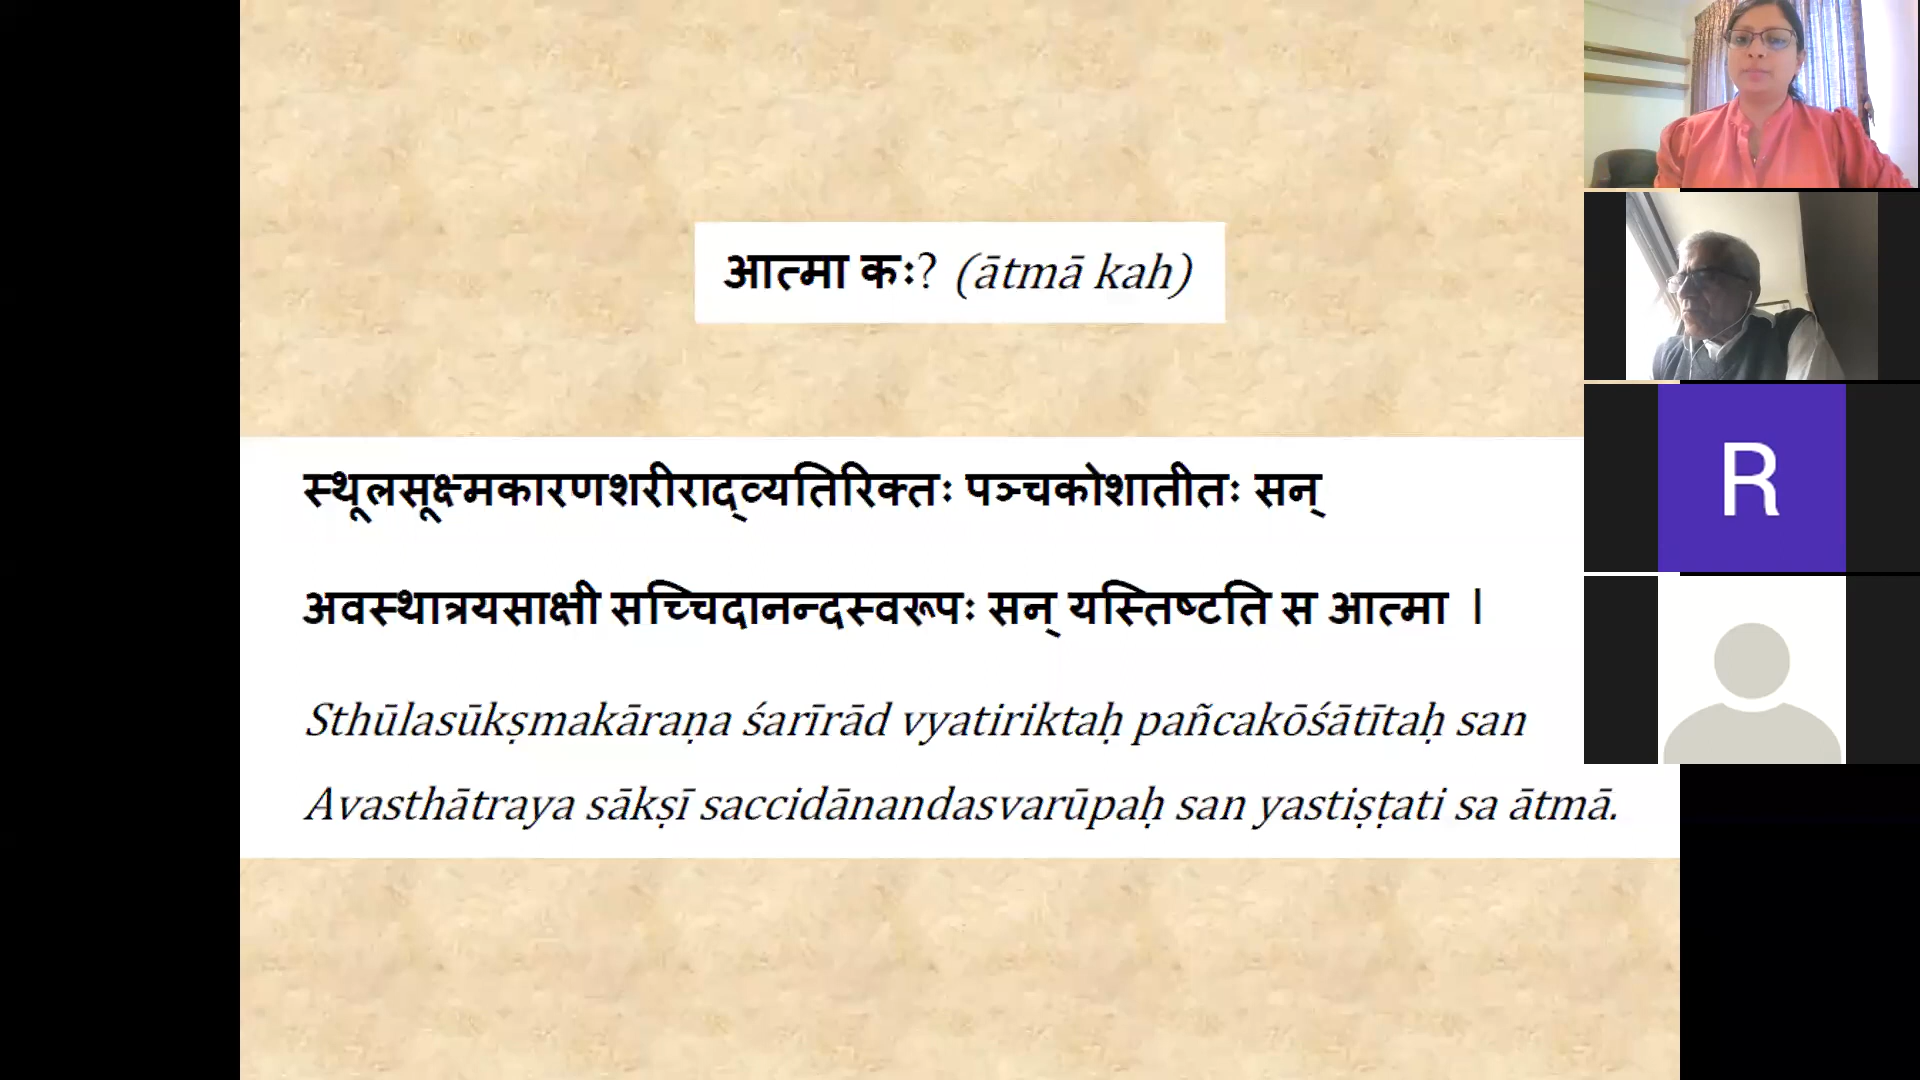 आत्मा कः? (ātmā kah)
स्थूलसूक्ष्मकारणशरीराद्व्यतिरिक्तः पञ्चकोशातीतः सन्
अवस्थात्रयसाक्षी सच्चिदानन्दस्वरूपः सन् यस्तिष्टति स आत्मा ।
Sthūlasūkṣmakāraṇa śarīrād vyatiriktaḥ pañcakōśātītaḥ san
Avasthātraya sākṣī saccidānandasvarūpaḥ san yastiṣṭati sa ātmā.
R